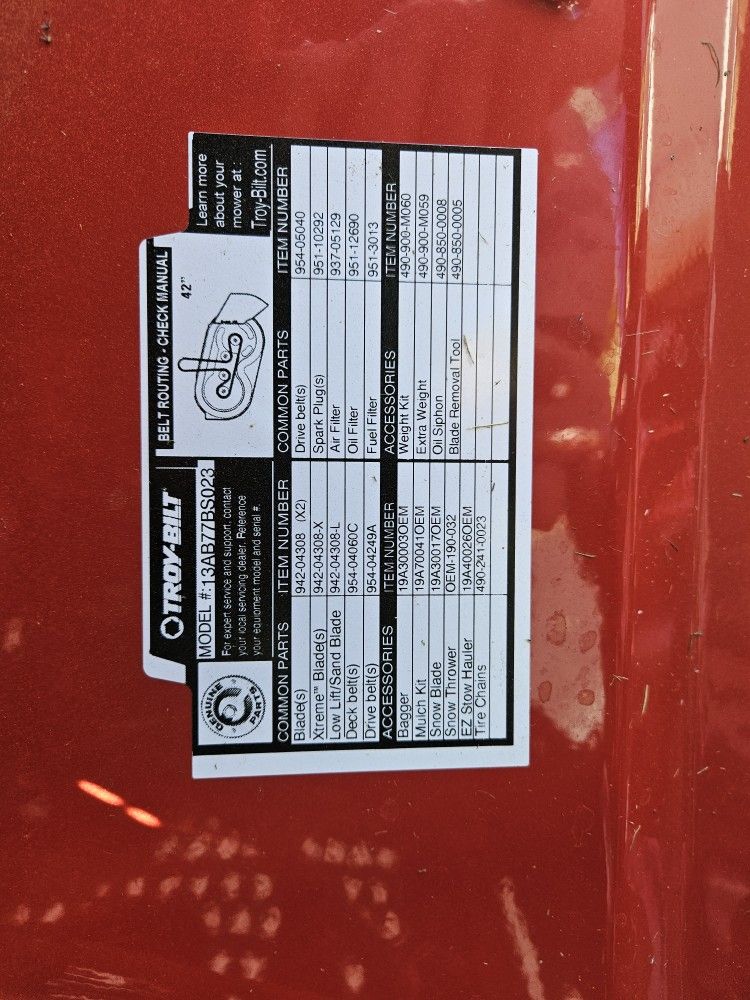 GENUINE PARTS
TROY-BILT
MODEL #:13AB77BS023
For expert service and support, contact
your local servicing dealer. Reference
your equipment model and serial #.
BELT ROUTING - CHECK MANUAL
42"
Learn more
about your
mower at :
Troy-Bilt.com
COMMON PARTS ITEM NUMBER COMMON PARTS ITEM NUMBER
Blade(s) 942-04308 (X2) Drive belt(s) 954-05040
Xtreme™ Blade(s) 942-04308-X Spark Plug(s) 951-10292
Low Lift/Sand Blade 942-04308-L Air Filter 937-05129
Deck belt(s) 954-04060C Oil Filter 951-12690
Drive belt(s) 954-04249A Fuel Filter 951-3013
ACCESSORIES ITEM NUMBER ACCESSORIES ITEM NUMBER
Bagger 19A30003OEM Weight Kit 490-900-M060
Mulch Kit 19A70041OEM Extra Weight 490-900-M059
Snow Blade 19A30017OEM Oil Siphon 490-850-0008
Snow Thrower OEM-190-032 Blade Removal Tool 490-850-0005
EZ Stow Hauler 19A40026OEM
Tire Chains 490-241-0023